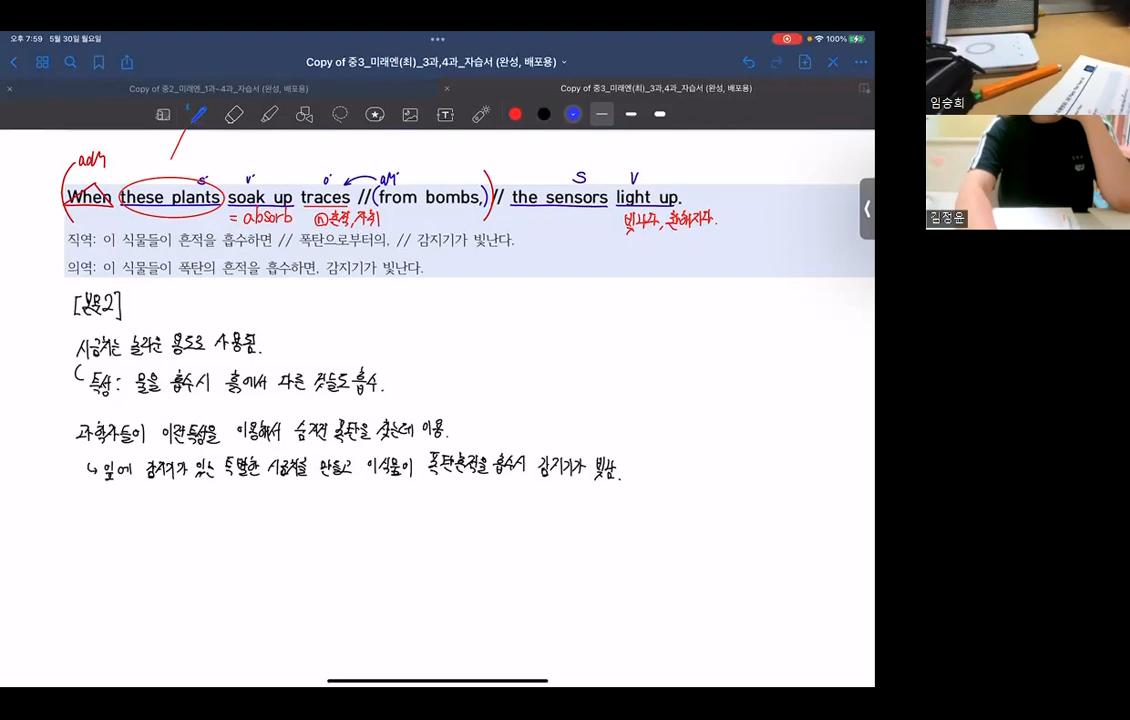 오후 7:59 5월 30일 월요일
100%
Copy of 중3_미래엔(최)_3과,4과_자습서 (완성, 배포용)
Copy of 중2_미래엔_1과~4과_자습서 (완성, 배포용)
Copy of 중3_미래엔(최)_3과,4과_자습서 (완성, 배포용)
adv
s' v' o' S V
When these plants soak up traces //(from bombs,)// the sensors light up.
= absorb ⓝ흔적, 자취 빛나다, 환해지다.
직역: 이 식물들이 흔적을 흡수하면 // 폭탄으로부터의, // 감지기가 빛난다.
의역: 이 식물들이 폭탄의 흔적을 흡수하면, 감지기가 빛난다.
[본문2]
시금치는 놀라운 용도로 사용됨.
특성: 물을 흡수시 흙에서 다른 것들도 흡수.
과학자들이 이런 특성을 이용해서 숨겨진 폭탄을 찾는데 이용.
↳ 잎에 감지기가 있는 특별한 시금치를 만들고 이식물이 폭탄흔적을 흡수시 감지기가 빛남.
임승희
김정윤